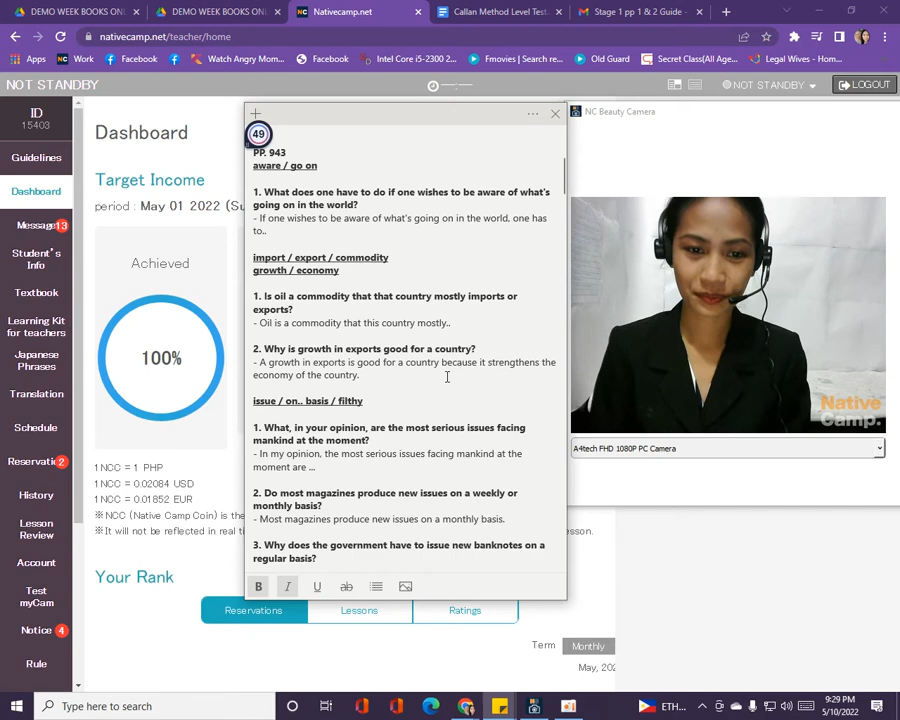 DEMO WEEK BOOKS ONL
DEMO WEEK BOOKS ONL
Nativecamp.net
Callan Method Level Test
Stage 1 pp 1 & 2 Guide -
nativecamp.net/teacher/home
Apps
Work
Facebook
Watch Angry Mom...
Facebook
Intel Core i5-2300 2...
Fmovies | Search re...
Old Guard
Secret Class(All Age...
Legal Wives - Hom...
NOT STANDBY
NOT STANDBY
LOGOUT
ID
15403
Guidelines
Dashboard
Message
13
Student's
Info
Textbook
Learning Kit
for teachers
Japanese
Phrases
Translation
Schedule
Reservatio
2
History
Lesson
Review
Account
Test
myCam
Notice
4
Rule
Dashboard
Target Income
period : May 01 2022 (Su
Achieved
100%
1 NCC = 1 PHP
1 NCC = 0.02084 USD
1 NCC = 0.01852 EUR
※NCC (Native Camp Coin) is the
※It will not be reflected in real ti
esson.
Your Rank
Reservations
Lessons
Ratings
Term
Monthly
May, 202
49
PP. 943
aware / go on
1. What does one have to do if one wishes to be aware of what's
going on in the world?
- If one wishes to be aware of what's going on in the world, one has
to..
import / export / commodity
growth / economy
1. Is oil a commodity that that country mostly imports or
exports?
- Oil is a commodity that this country mostly..
2. Why is growth in exports good for a country?
- A growth in exports is good for a country because it strengthens the
economy of the country.
issue / on.. basis / filthy
1. What, in your opinion, are the most serious issues facing
mankind at the moment?
- In my opinion, the most serious issues facing mankind at the
moment are ...
2. Do most magazines produce new issues on a weekly or
monthly basis?
- Most magazines produce new issues on a monthly basis.
3. Why does the government have to issue new banknotes on a
regular basis?
B
I
U
ab
NC Beauty Camera
Native
Camp.
A4tech FHD 1080P PC Camera
Type here to search
ETH...
9:29 PM
5/10/2022